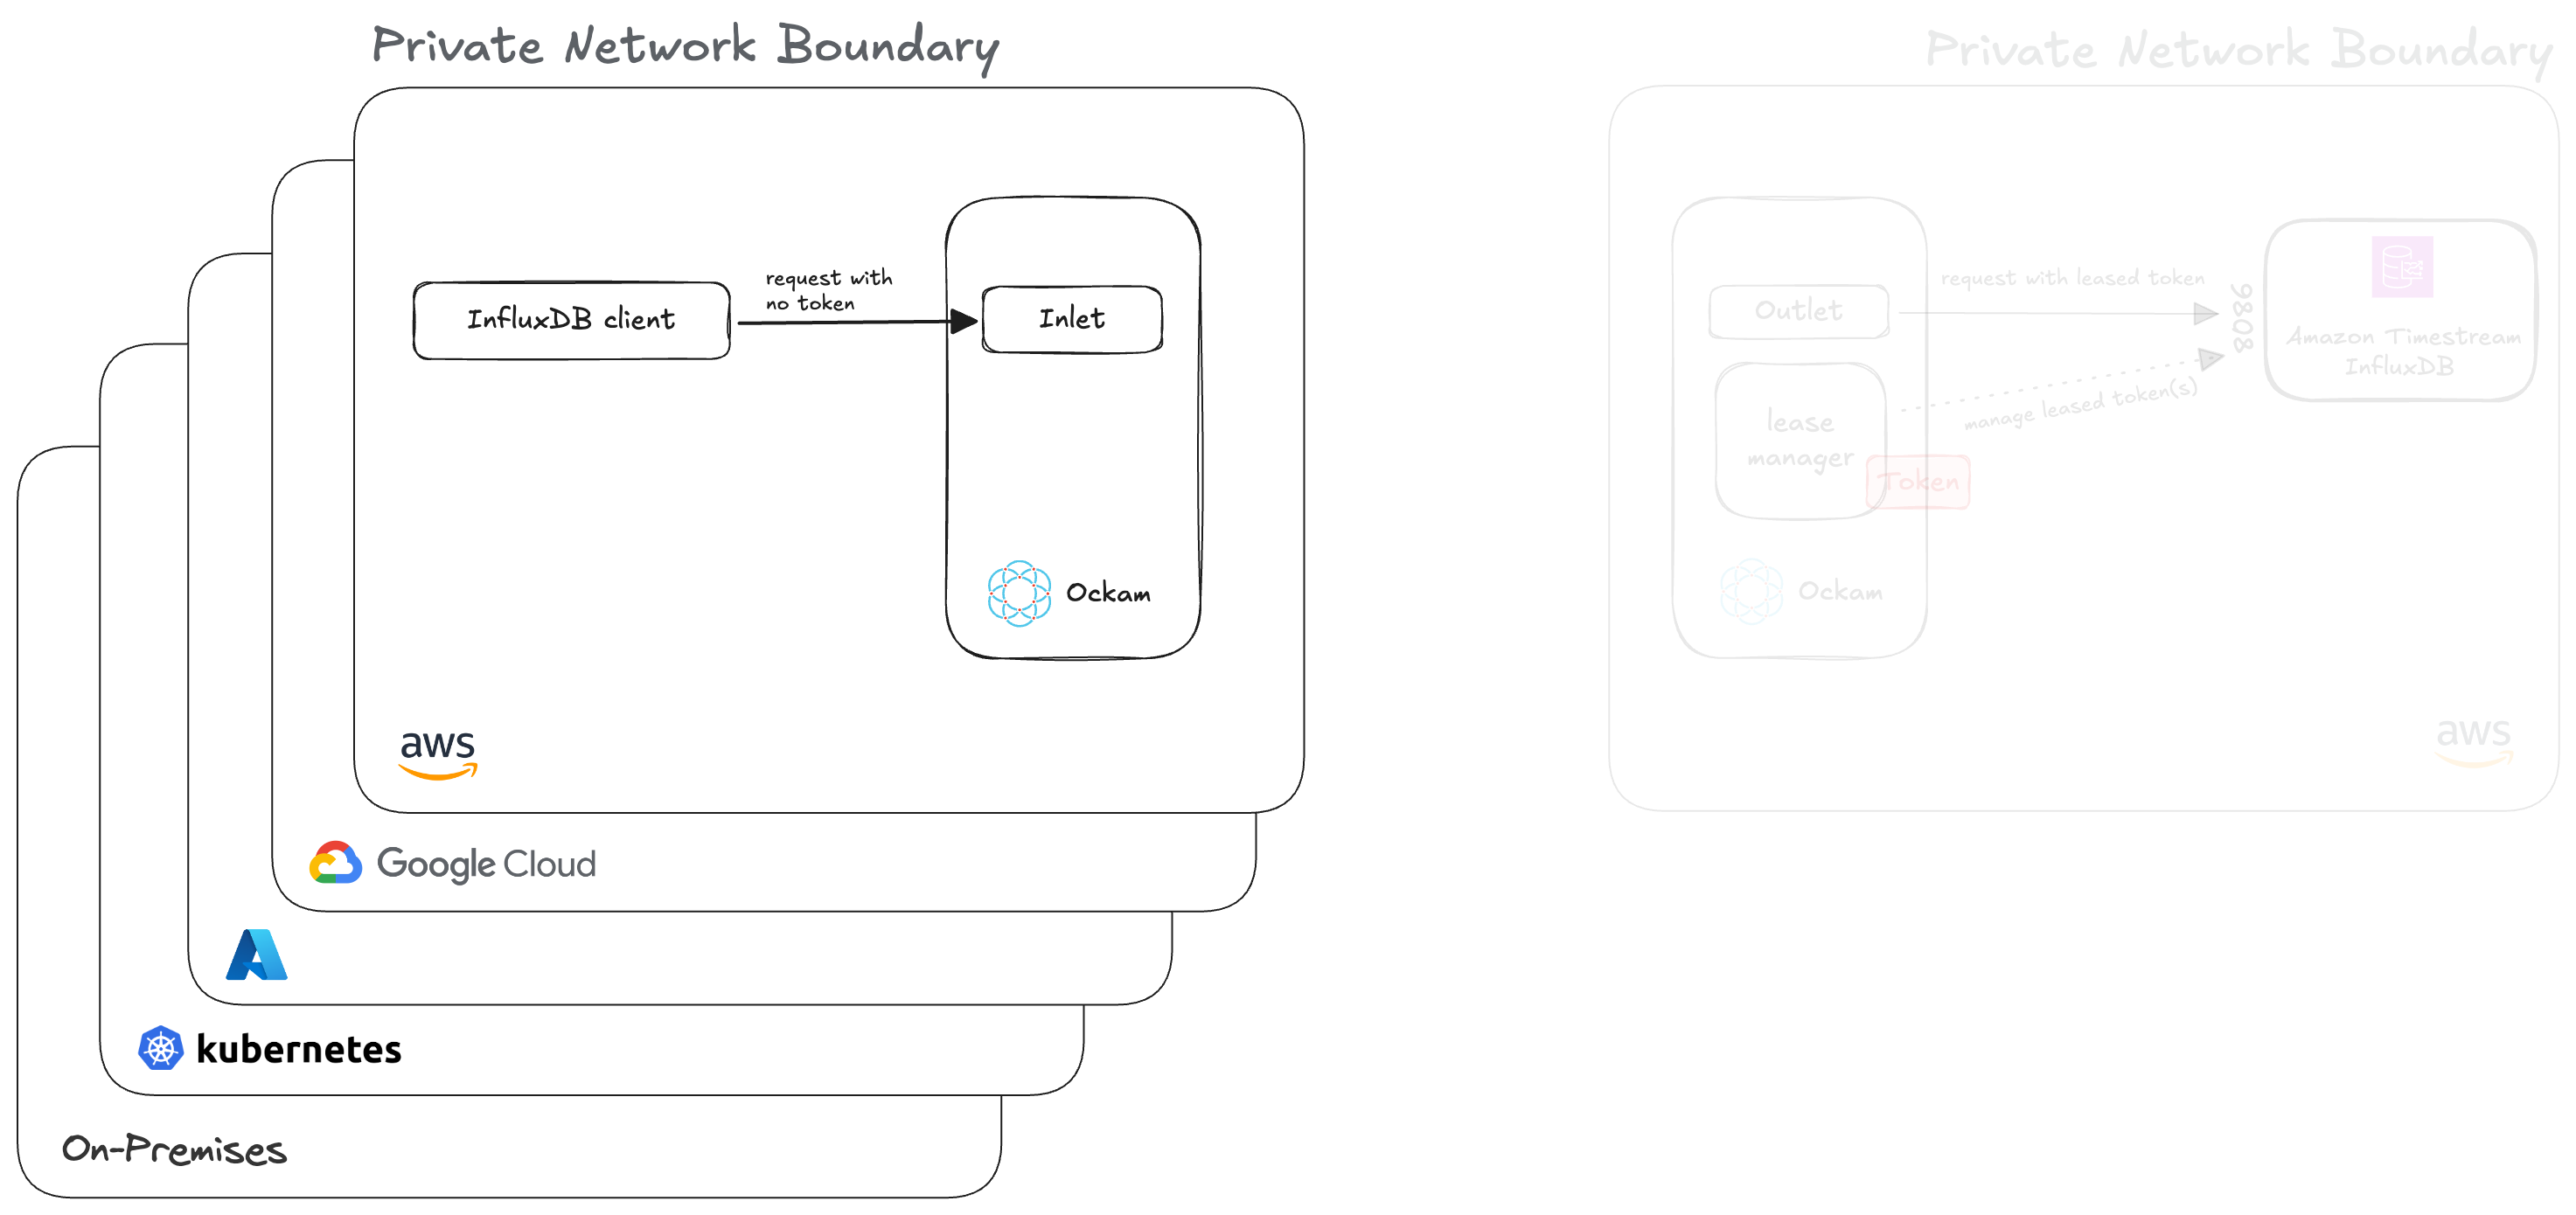 Private Network Boundary
InfluxDB client
request with
no token
Inlet
Ockam
aws
Google Cloud
kubernetes
On-Premises
Private Network Boundary
Outlet
request with leased token
8086
Amazon Timestream
InfluxDB
manage leased token(s)
lease
manager
Token
Ockam
aws